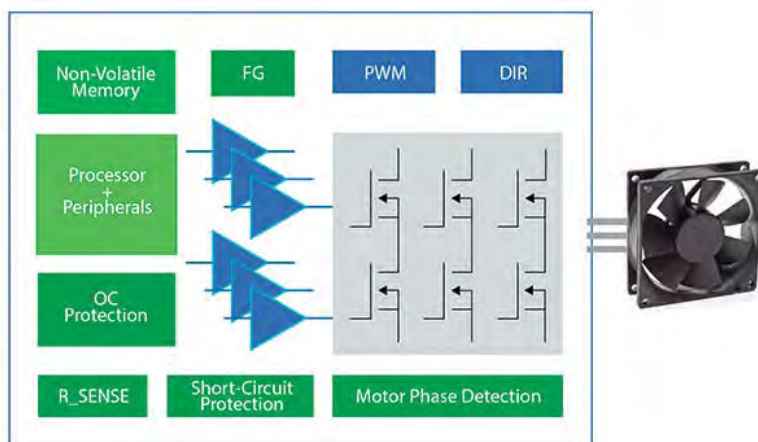 Non-Volatile
Memory
FG
PWM
DIR
Processor
+
Peripherals
OC
Protection
R_SENSE
Short-Circuit
Protection
Motor Phase Detection